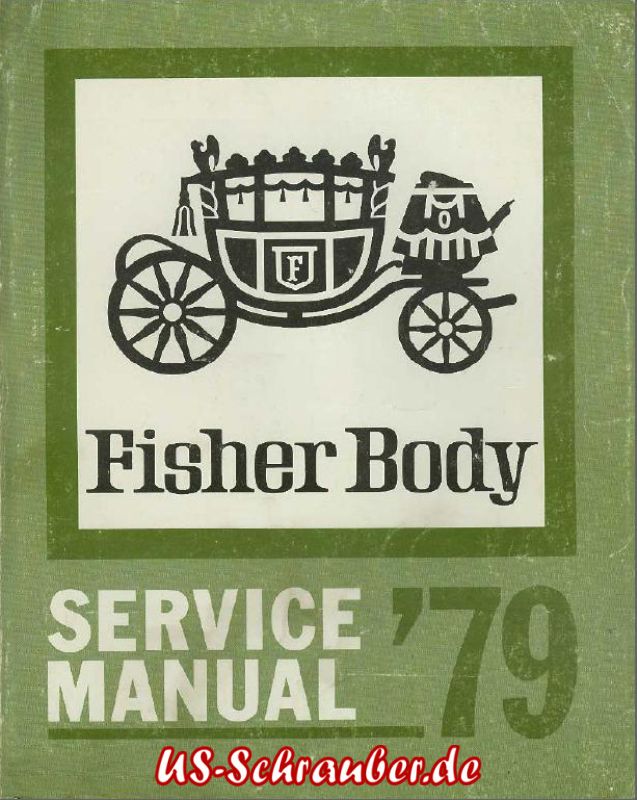 F
Fisher Body
SERVICE
MANUAL '79
US-Schrauber.de